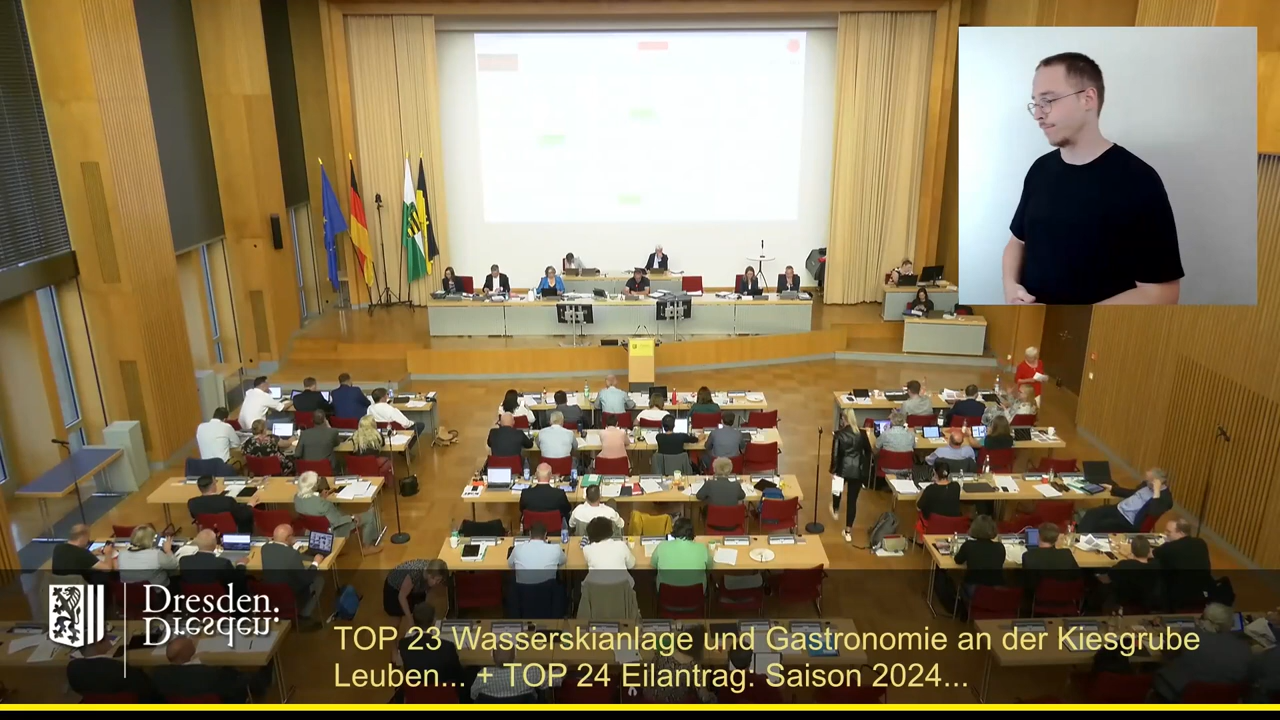 Dresden.
Dresden.
TOP 23 Wasserskianlage und Gastronomie an der Kiesgrube
Leuben... + TOP 24 Eilantrag: Saison 2024...